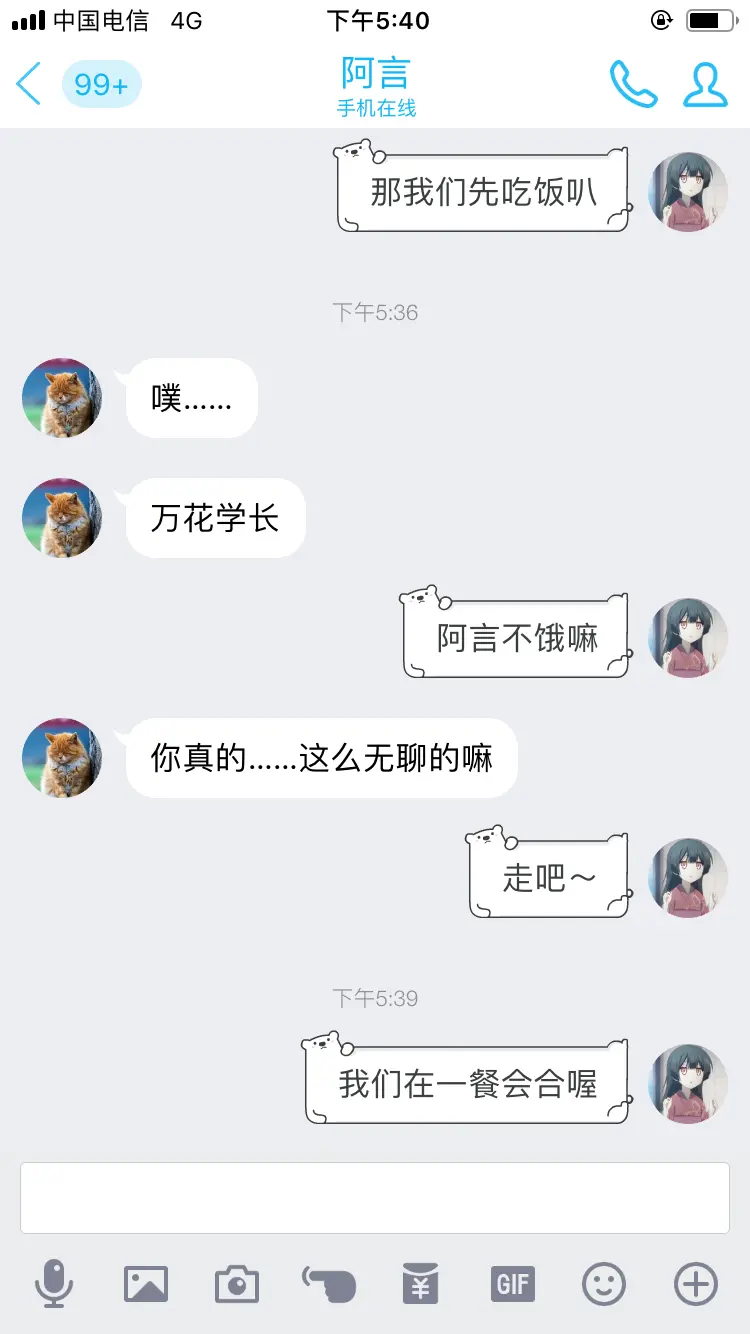 中国电信 4G 下午5:40
99+ 阿言
手机在线
那我们先吃饭叭
下午5:36
噗……
万花学长
阿言不饿嘛
你真的……这么无聊的嘛
走吧～
下午5:39
我们在一餐会合喔
¥ GIF